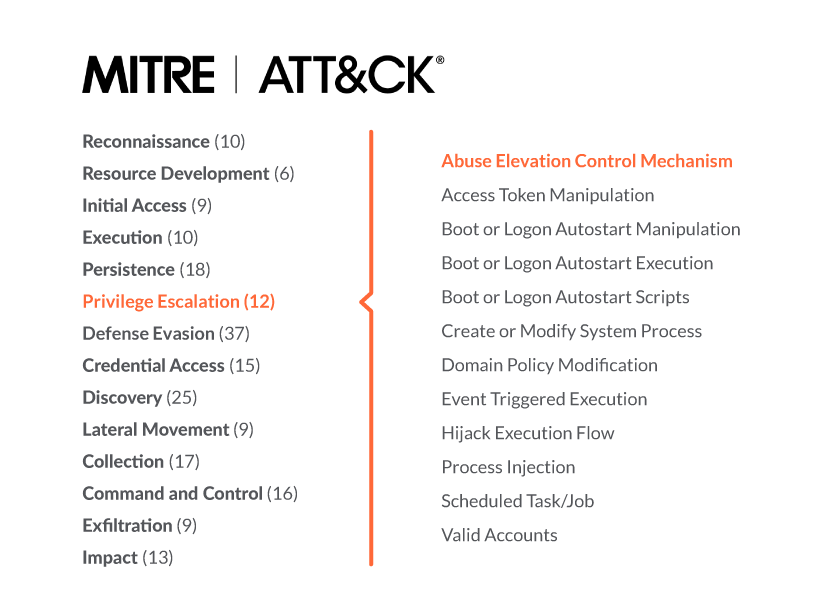 MITRE | ATT&CK®
Reconnaissance (10)
Resource Development (6)
Initial Access (9)
Execution (10)
Persistence (18)
Privilege Escalation (12)
Defense Evasion (37)
Credential Access (15)
Discovery (25)
Lateral Movement (9)
Collection (17)
Command and Control (16)
Exfiltration (9)
Impact (13)
Abuse Elevation Control Mechanism
Access Token Manipulation
Boot or Logon Autostart Manipulation
Boot or Logon Autostart Execution
Boot or Logon Autostart Scripts
Create or Modify System Process
Domain Policy Modification
Event Triggered Execution
Hijack Execution Flow
Process Injection
Scheduled Task/Job
Valid Accounts